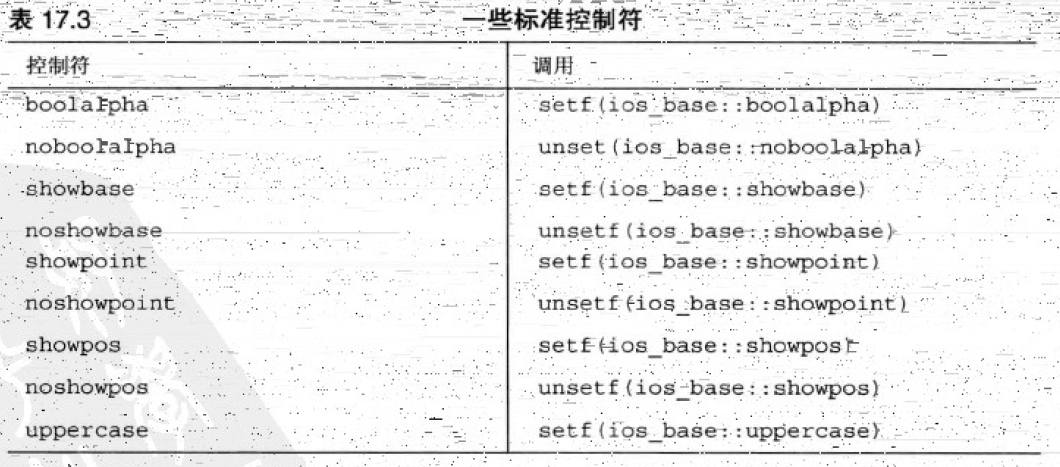 表 17.3 一些标准控制符
控制符 调用
boolalpha setf(ios_base::boolalpha)
noboolalpha unset(ios_base::noboolalpha)
showbase setf(ios_base::showbase)
noshowbase unsetf(ios_base::showbase)
showpoint setf(ios_base::showpoint)
noshowpoint unsetf(ios_base::showpoint)
showpos setf(ios_base::showpos)
noshowpos unsetf(ios_base::showpos)
uppercase setf(ios_base::uppercase)